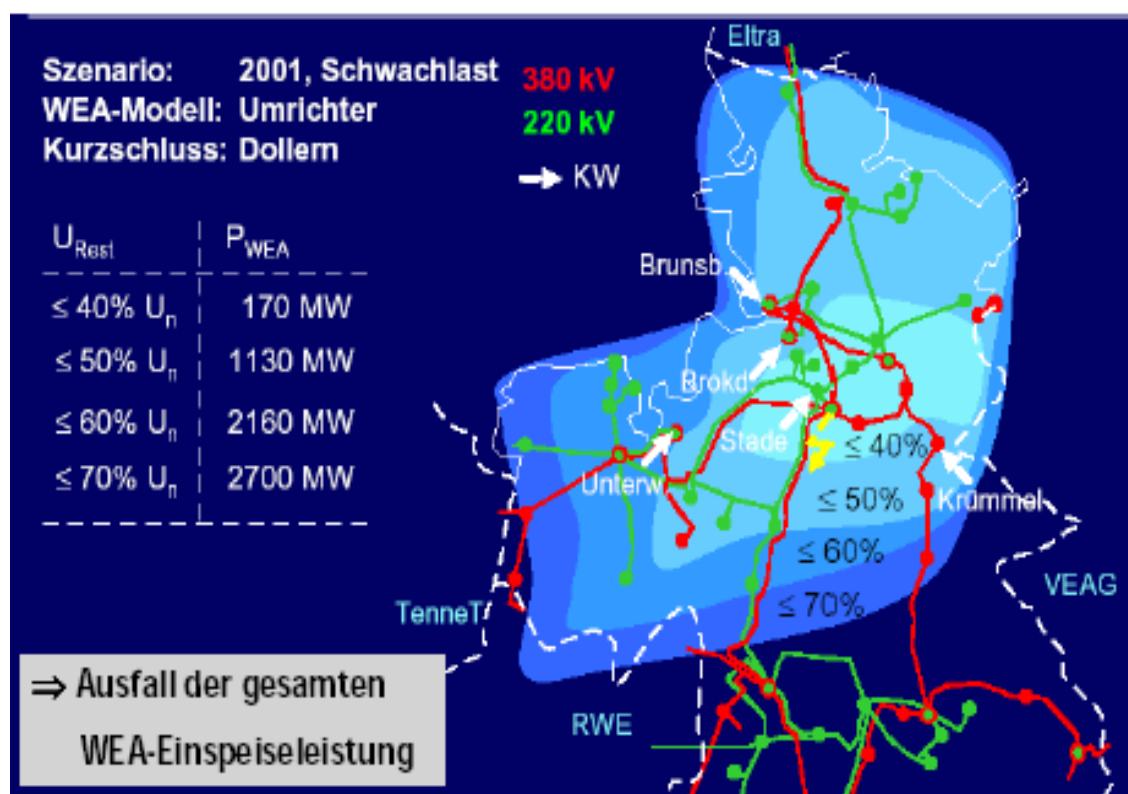 Szenario: 2001, Schwachlast
WEA-Modell: Umrichter
Kurzschluss: Dollern
380 kV
220 kV
KW
Eltra
U_Rest P_WEA
≤ 40% U_n 170 MW
≤ 50% U_n 1130 MW
≤ 60% U_n 2160 MW
≤ 70% U_n 2700 MW
Brunsb.
Brokd.
Stade
Unterw.
Krümmel
≤ 40%
≤ 50%
≤ 60%
≤ 70%
VEAG
TenneT
RWE
⇒ Ausfall der gesamten
WEA-Einspeiseleistung